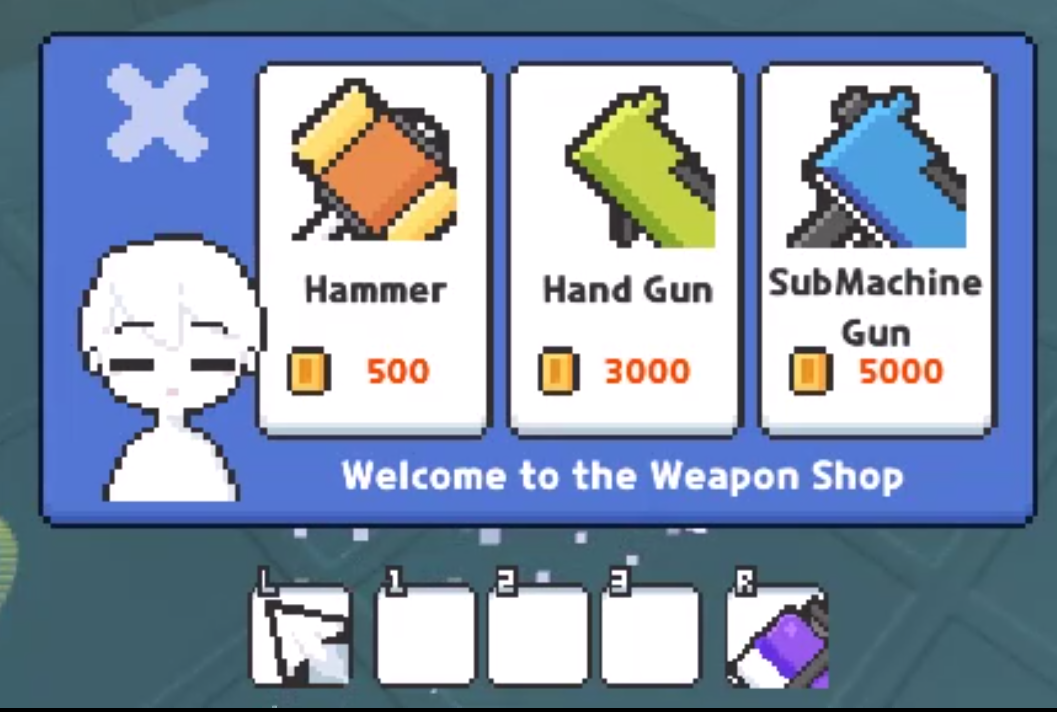 Hammer
500
Hand Gun
3000
SubMachine
Gun
5000
Welcome to the Weapon Shop
L
1
2
3
R